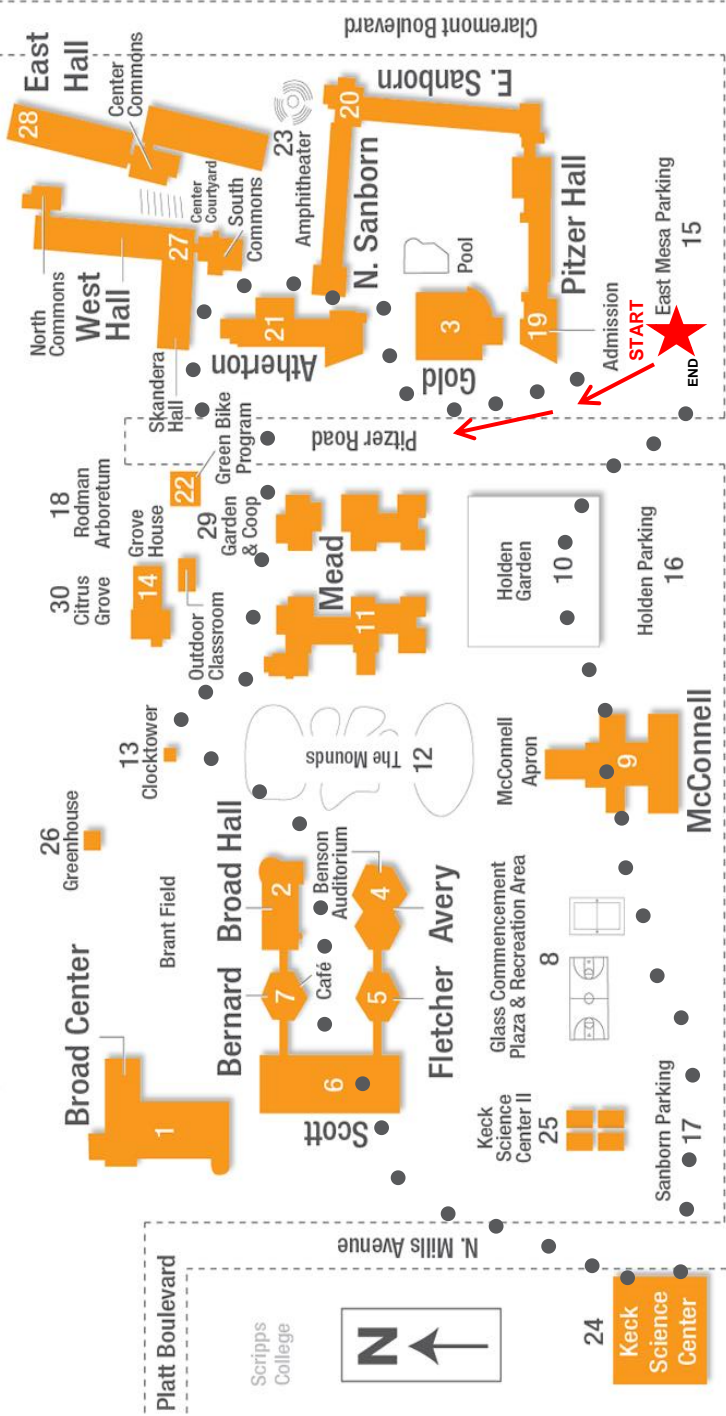 Claremont Boulevard
East
Hall
28
Center
Commons
E. Sanborn
20
23
Amphitheater
North
Commons
West
Hall
27
Center
Courtyard
South
Commons
N. Sanborn
Pool
Pitzer Hall
East Mesa Parking
15
Skandera
Hall
21
Atherton
3
Gold
19
Admission
START
END
Pitzer Road
18
Rodman
Arboretum
22
Green Bike
Program
29
Garden
& Coop
30
Citrus
Grove
Grove
House
14
Outdoor
Classroom
Mead
11
Holden
Garden
10
Holden Parking
16
13
Clocktower
The Mounds
12
McConnell
Apron
9
McConnell
26
Greenhouse
Brant Field
Broad Hall
2
Benson
Auditorium
4
Avery
Broad Center
1
Bernard
7
Café
5
Fletcher
6
Scott
Glass Commencement
Plaza & Recreation Area
8
Keck
Science
Center II
25
Sanborn Parking
17
N. Mills Avenue
Platt Boulevard
Scripps
College
N
24
Keck
Science
Center